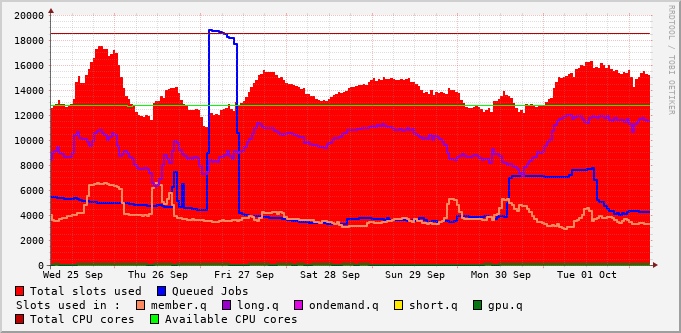 RRDTOOL / TOBI OETIKER
20000
18000
16000
14000
12000
10000
8000
6000
4000
2000
0
Wed 25 Sep Thu 26 Sep Fri 27 Sep Sat 28 Sep Sun 29 Sep Mon 30 Sep Tue 01 Oct
Total slots used Queued Jobs
Slots used in : member.q long.q ondemand.q short.q gpu.q
Total CPU cores Available CPU cores